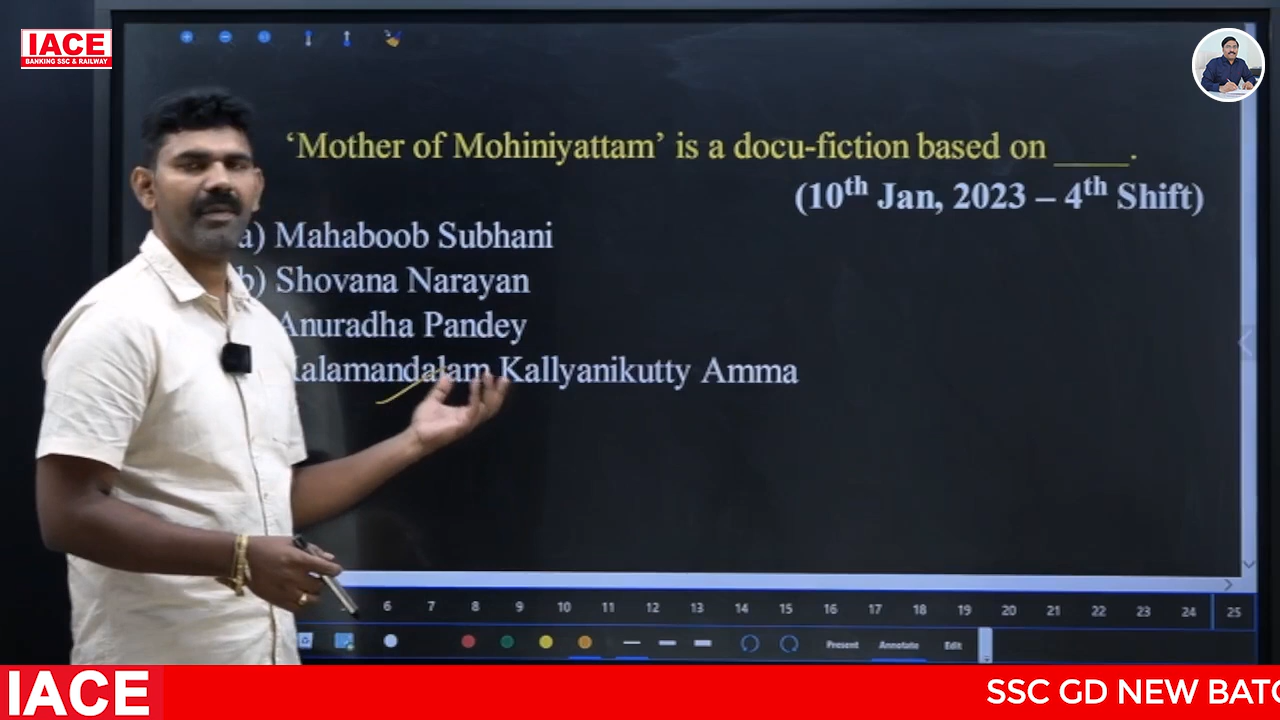 IACE
BANKING SSC & RAILWAY
‘Mother of Mohiniyattam’ is a docu-fiction based on _____.
(10th Jan, 2023 – 4th Shift)
a) Mahaboob Subhani
b) Shovana Narayan
Anuradha Pandey
Kallyanikutty Amma
6 7 8 9 10 11 12 13 14 15 16 17 18 19 20 21 22 23 24 25
Present Annotate Edit
IACE
SSC GD NEW